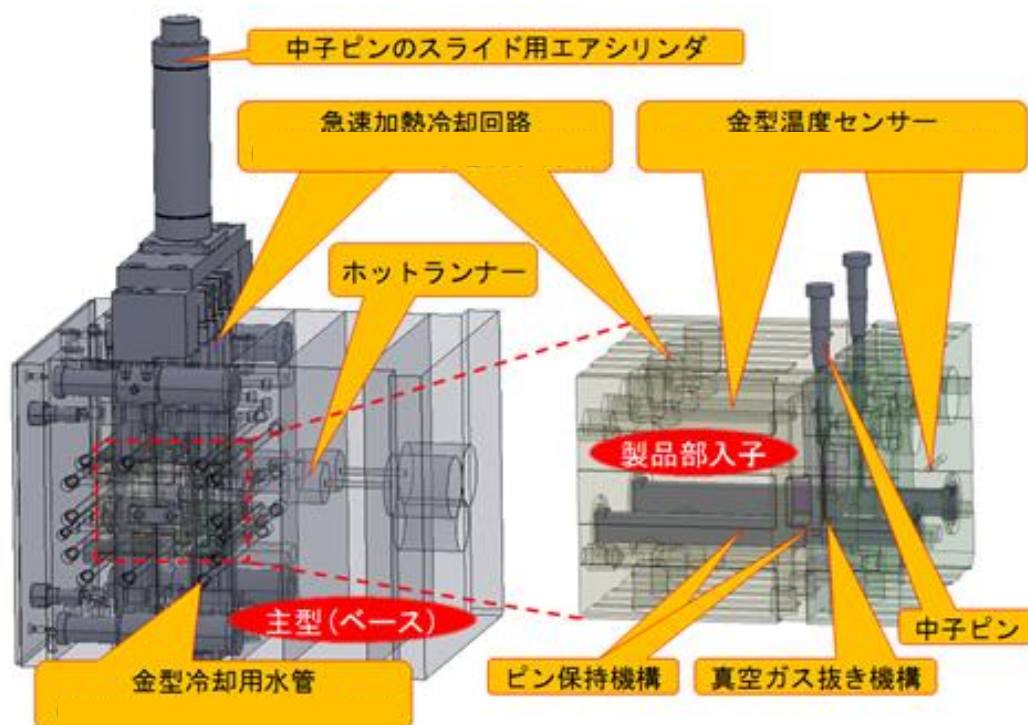 中子ピンのスライド用エアシリンダ
急速加熱冷却回路
金型温度センサー
ホットランナー
製品部入子
主型(ベース)
中子ピン
金型冷却用水管
ピン保持機構
真空ガス抜き機構